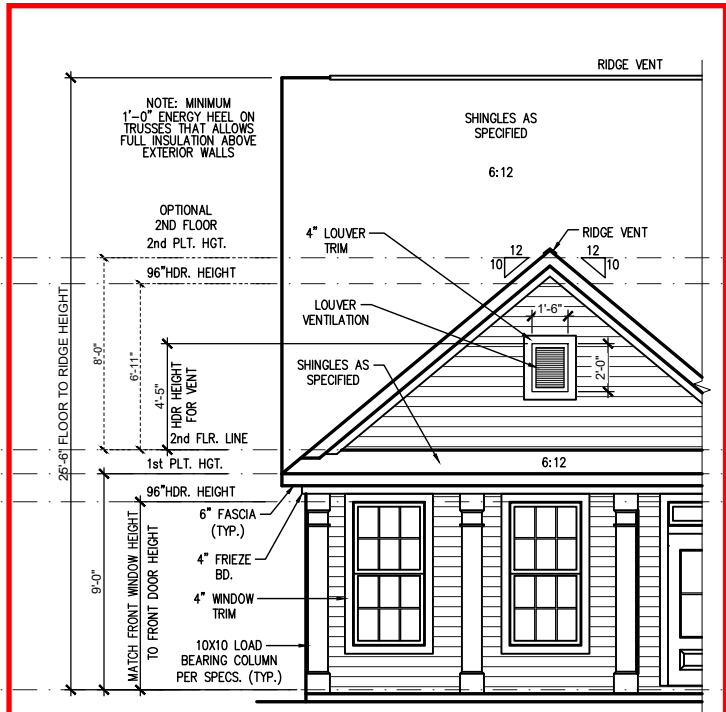 RIDGE VENT
NOTE: MINIMUM
1'-0" ENERGY HEEL ON
TRUSSES THAT ALLOWS
FULL INSULATION ABOVE
EXTERIOR WALLS
SHINGLES AS
SPECIFIED
6:12
OPTIONAL
2ND FLOOR
2nd PLT. HGT.
4" LOUVER
TRIM
RIDGE VENT
12
10
12
10
96"HDR. HEIGHT
LOUVER
VENTILATION
1'-6"
2'-0"
SHINGLES AS
SPECIFIED
25'-6" FLOOR TO RIDGE HEIGHT
8'-0"
6'-11"
4'-5"
HDR HEIGHT
FOR VENT
2nd FLR. LINE
1st PLT. HGT.
6:12
96"HDR. HEIGHT
6" FASCIA
(TYP.)
4" FRIEZE
BD.
4" WINDOW
TRIM
9'-0"
MATCH FRONT WINDOW HEIGHT
TO FRONT DOOR HEIGHT
10X10 LOAD
BEARING COLUMN
PER SPECS. (TYP.)